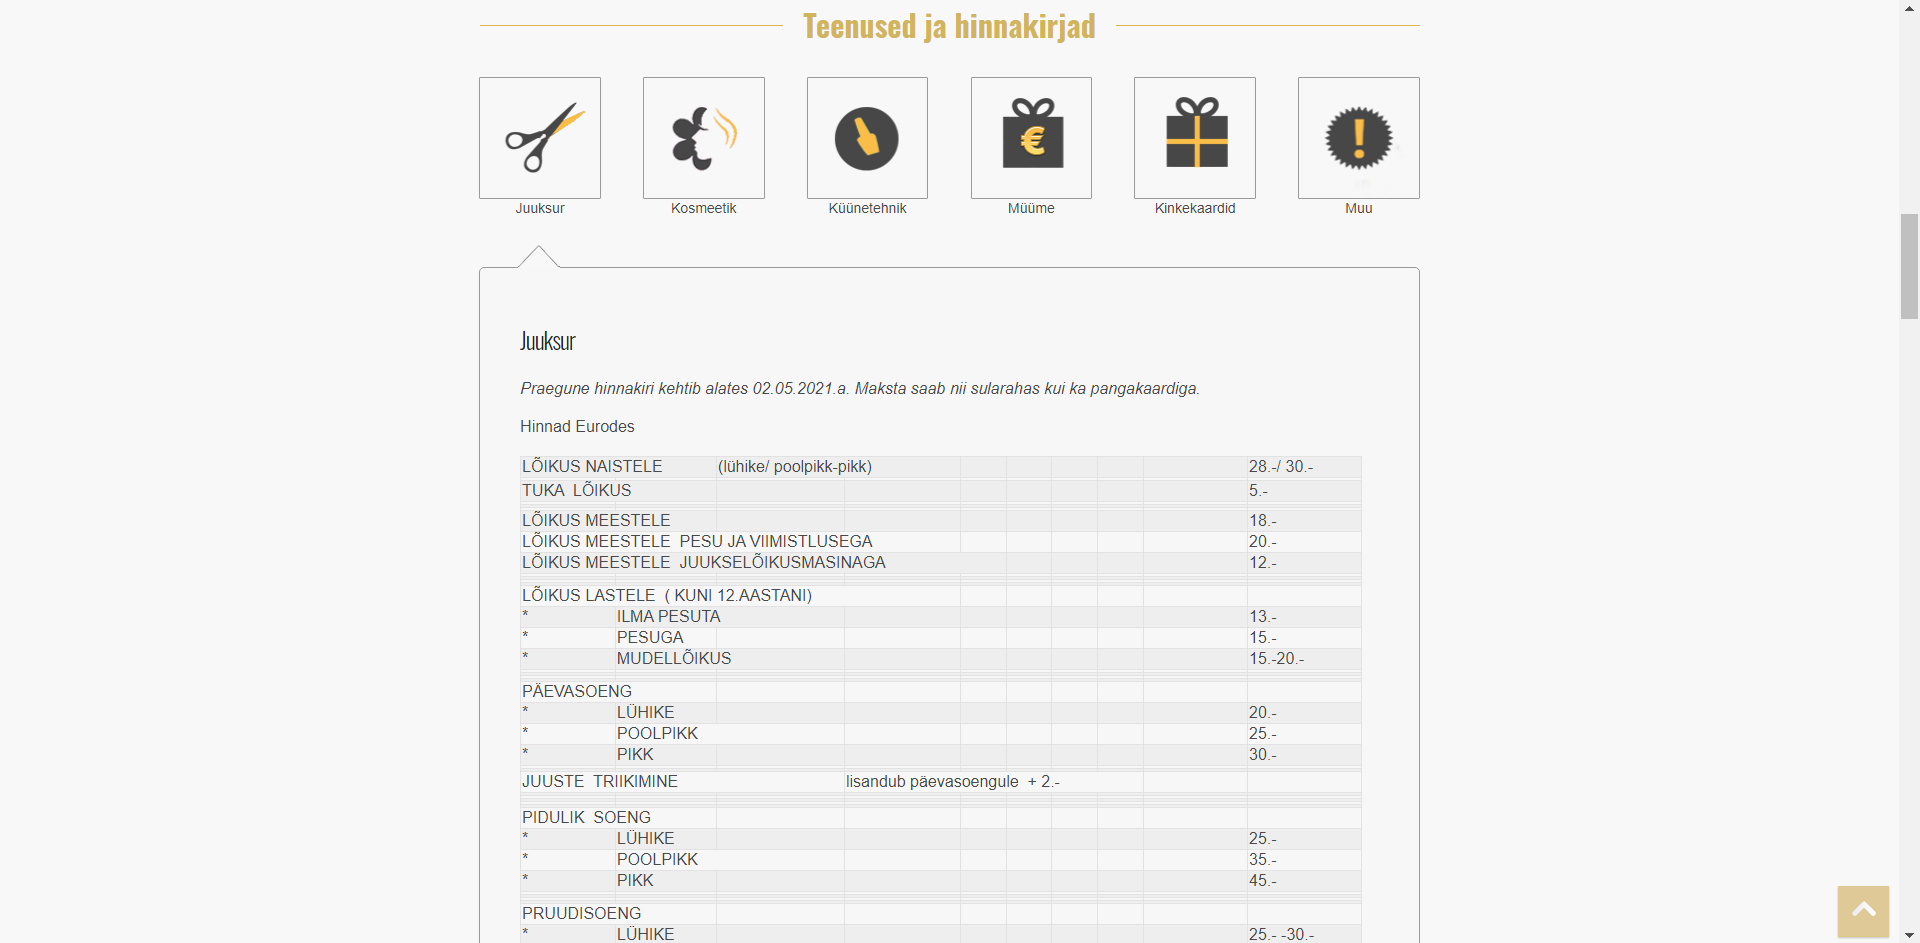 Teenused ja hinnakirjad
Juuksur
Kosmeetik
Küünetehnik
Müüme
Kinkekaardid
Muu
Juuksur
Praegune hinnakiri kehtib alates 02.05.2021.a. Maksta saab nii sularahas kui ka pangakaardiga.
Hinnad Eurodes
LÕIKUS NAISTELE (lühike/ poolpikk-pikk) 28.-/ 30.-
TUKA LÕIKUS 5.-
LÕIKUS MEESTELE 18.-
LÕIKUS MEESTELE PESU JA VIIMISTLUSEGA 20.-
LÕIKUS MEESTELE JUUKSELÕIKUSMASINAGA 12.-
LÕIKUS LASTELE ( KUNI 12.AASTANI)
* ILMA PESUTA 13.-
* PESUGA 15.-
* MUDELLÕIKUS 15.-20.-
PÄEVASOENG
* LÜHIKE 20.-
* POOLPIKK 25.-
* PIKK 30.-
JUUSTE TRIIKIMINE lisandub päevasoengule + 2.-
PIDULIK SOENG
* LÜHIKE 25.-
* POOLPIKK 35.-
* PIKK 45.-
PRUUDISOENG
* LÜHIKE 25.- -30.-